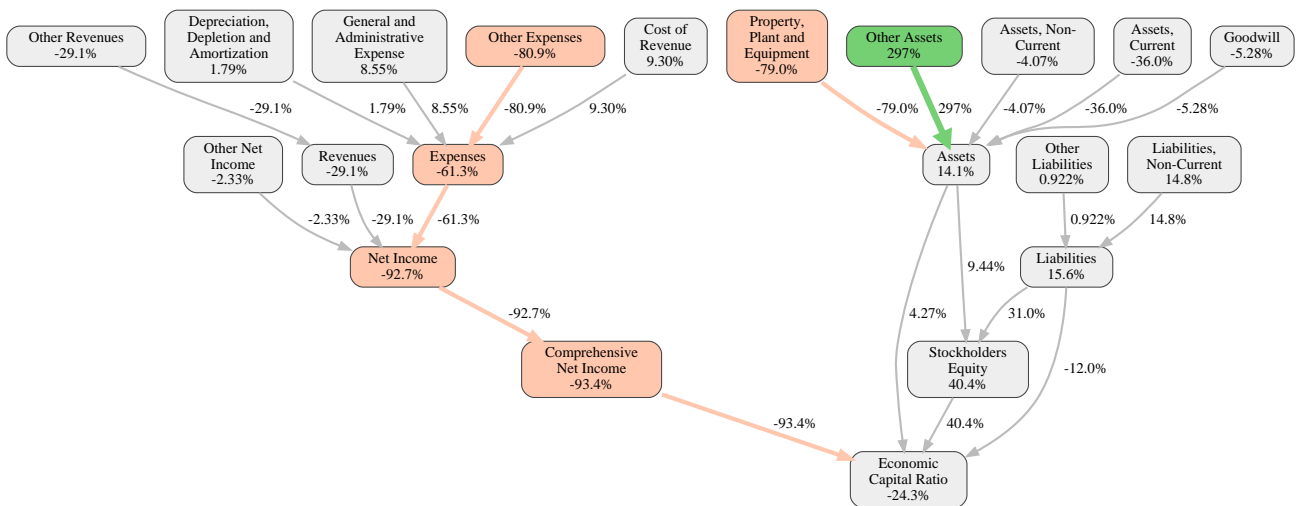 Other Revenues
-29.1%
Depreciation,
Depletion and
Amortization
1.79%
General and
Administrative
Expense
8.55%
Other Expenses
-80.9%
Cost of
Revenue
9.30%
Property,
Plant and
Equipment
-79.0%
Other Assets
297%
Assets, Non-
Current
-4.07%
Assets,
Current
-36.0%
Goodwill
-5.28%
-29.1%
1.79%
8.55%
-80.9%
9.30%
-79.0%
297%
-4.07%
-36.0%
-5.28%
Other Net
Income
-2.33%
Revenues
-29.1%
Expenses
-61.3%
Assets
14.1%
Other
Liabilities
0.922%
Liabilities,
Non-Current
14.8%
-2.33%
-29.1%
-61.3%
0.922%
14.8%
Net Income
-92.7%
9.44%
Liabilities
15.6%
-92.7%
4.27%
31.0%
Comprehensive
Net Income
-93.4%
Stockholders
Equity
40.4%
-12.0%
-93.4%
40.4%
Economic
Capital Ratio
-24.3%